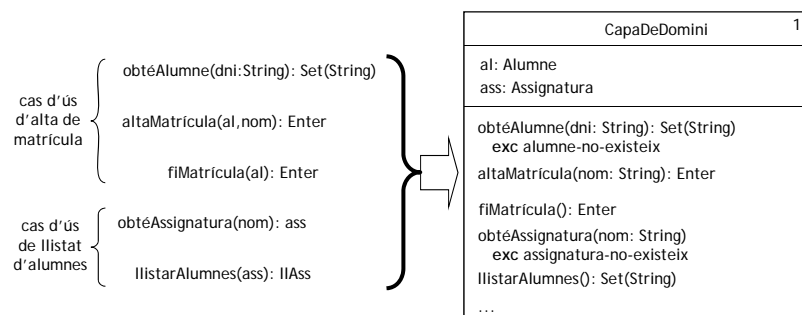 cas d'ús
d'alta de
matrícula
obtéAlumne(dni:String): Set(String)
altaMatrícula(al,nom): Enter
fiMatrícula(al): Enter
cas d'ús
de llistat
d'alumnes
obtéAssignatura(nom): ass
llistarAlumnes(ass): llAss
CapaDeDomini 1
al: Alumne
ass: Assignatura
obtéAlumne(dni: String): Set(String)
exc alumne-no-existeix
altaMatrícula(nom: String): Enter
fiMatrícula(): Enter
obtéAssignatura(nom: String)
exc assignatura-no-existeix
llistarAlumnes(): Set(String)
...